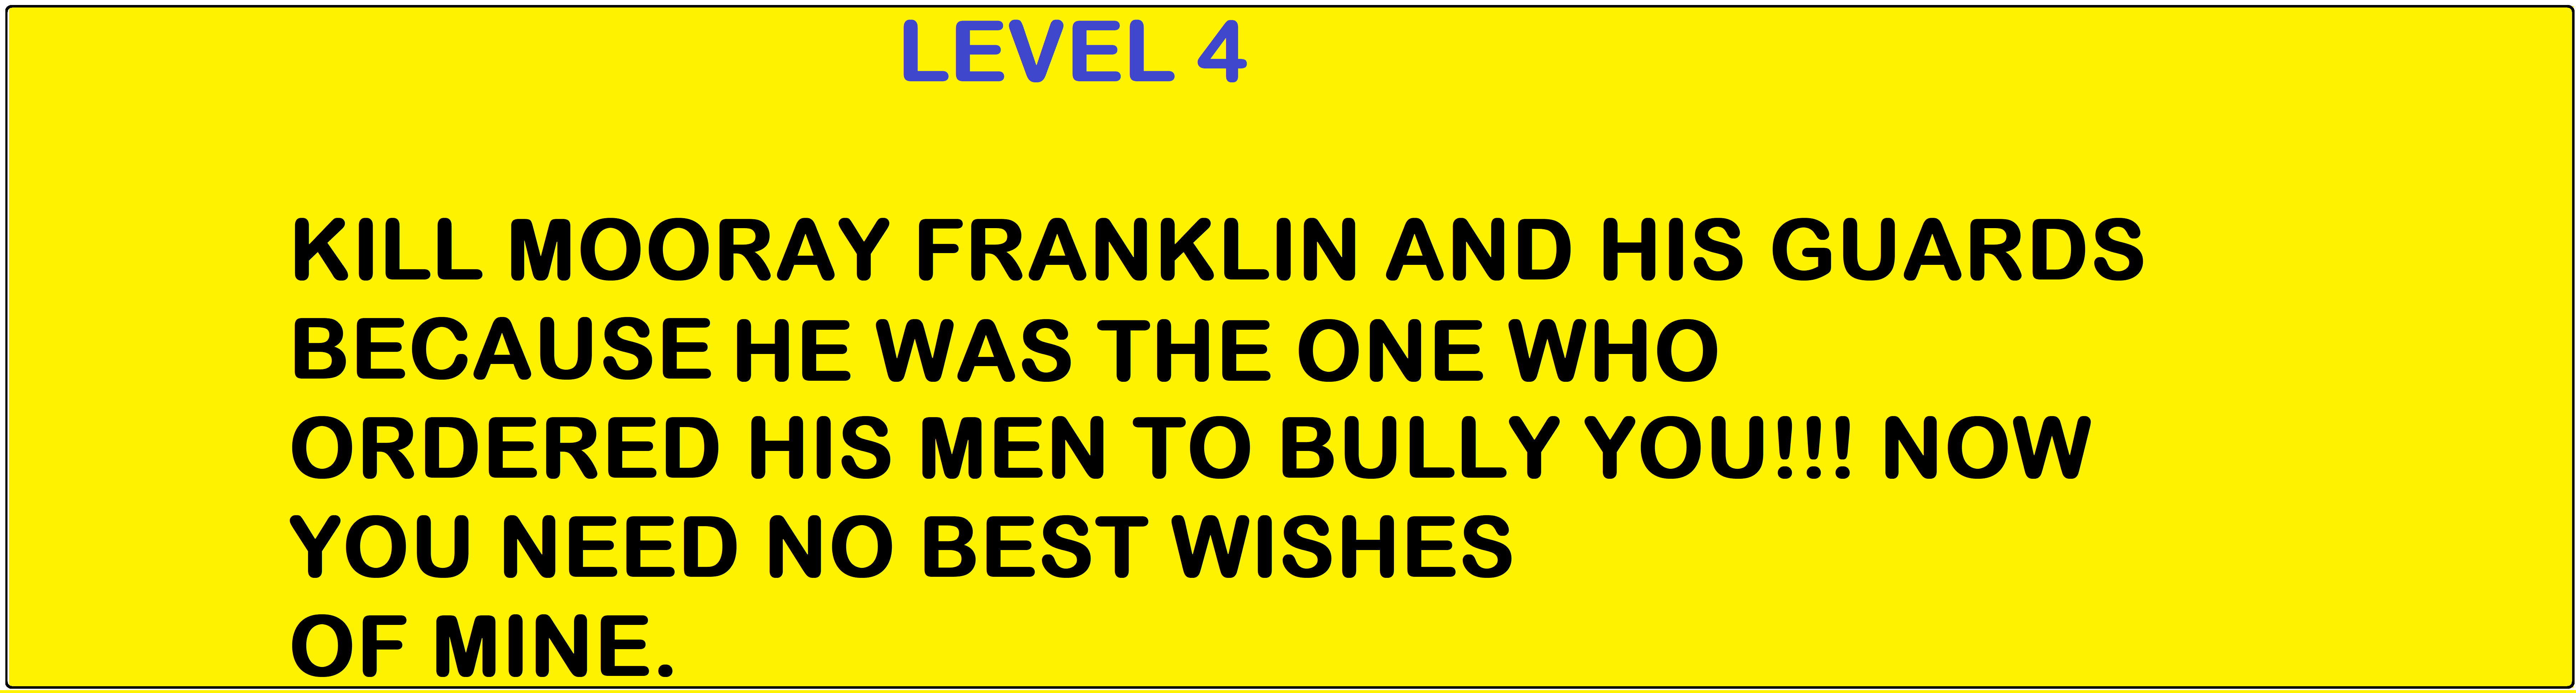 LEVEL 4
KILL MOORAY FRANKLIN AND HIS GUARDS
BECAUSE HE WAS THE ONE WHO
ORDERED HIS MEN TO BULLY YOU!!! NOW
YOU NEED NO BEST WISHES
OF MINE.